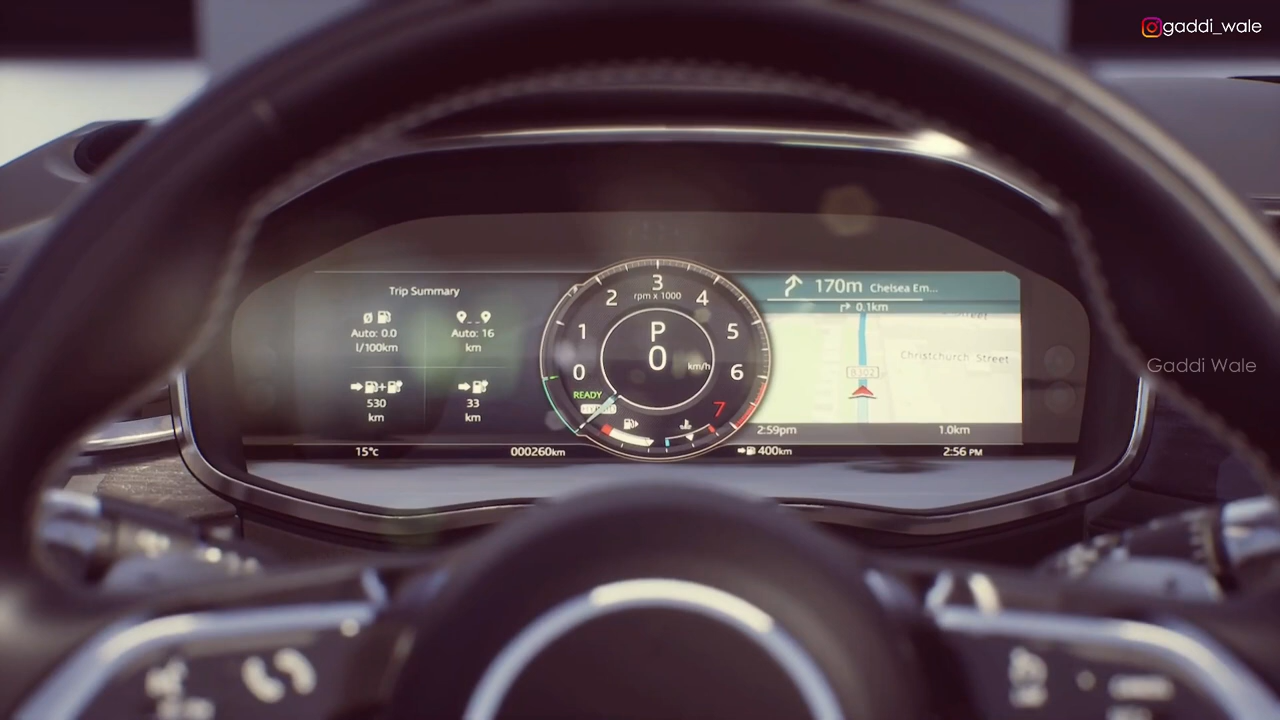 gaddi_wale
Trip Summary
Auto: 0.0
l/100km
Auto: 16
km
530
km
33
km
15°c
000260km
0
1
2
3
4
5
6
7
rpm x 1000
P
0
km/h
READY
170m Chelsea Em...
0.1km
Street
Christchurch Street
B302
2:59pm
1.0km
400km
2:56 PM
Gaddi Wale